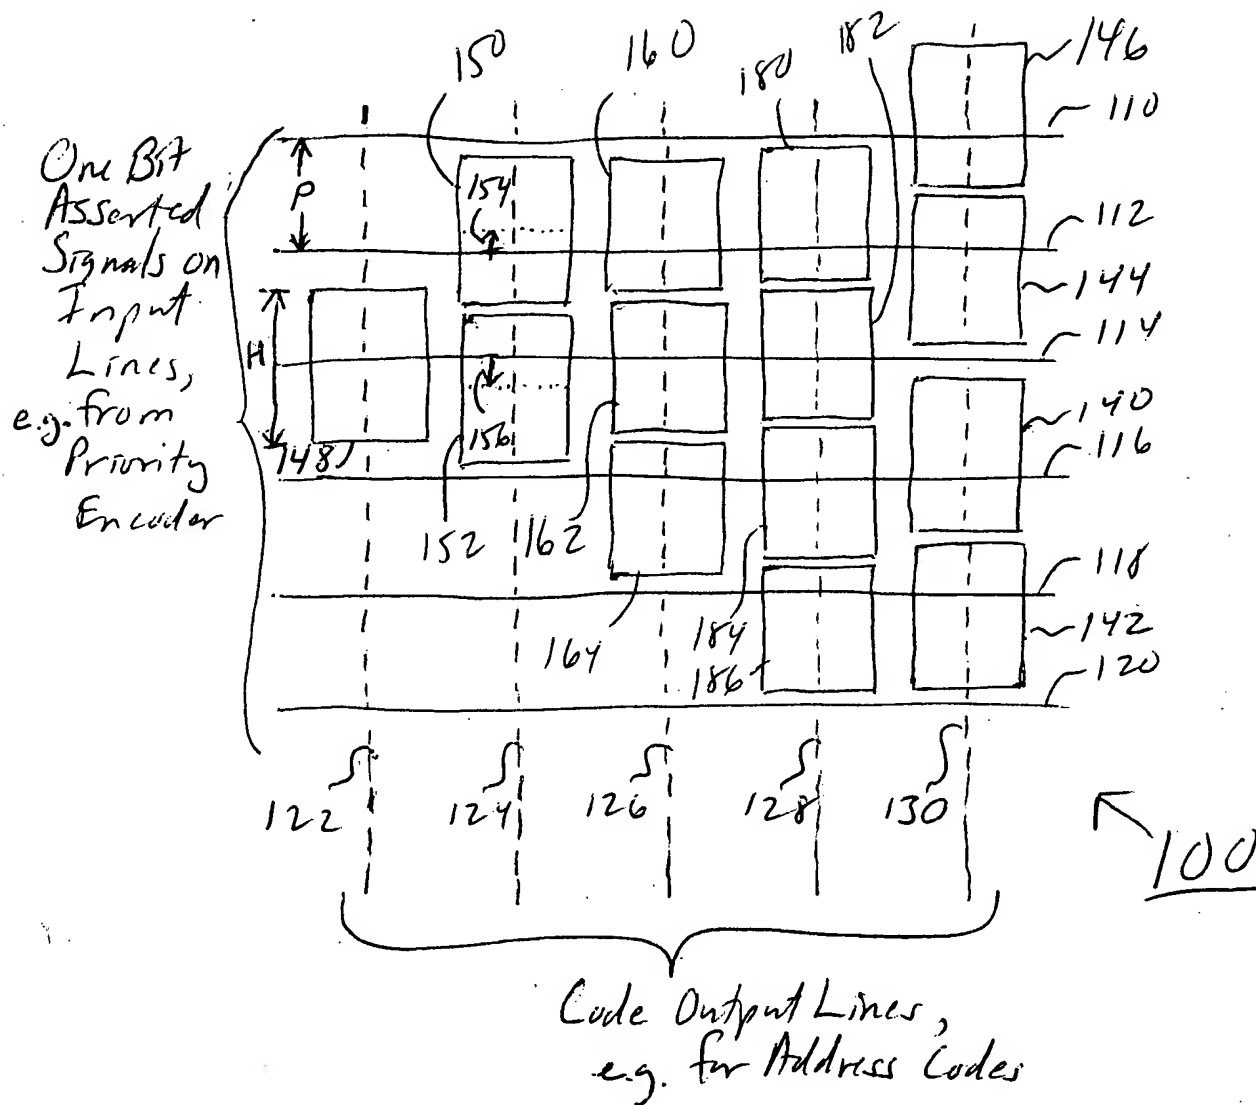 150
160
180
182
146
110
One Bit
Asserted
Signals on
Input
Lines,
e.g. from
Priority
Encoder
P
154
112
144
H
114
140
148
156
116
152
162
118
164
184
142
186
120
122
124
126
128
130
100
Code Output Lines,
e.g. for Address Codes